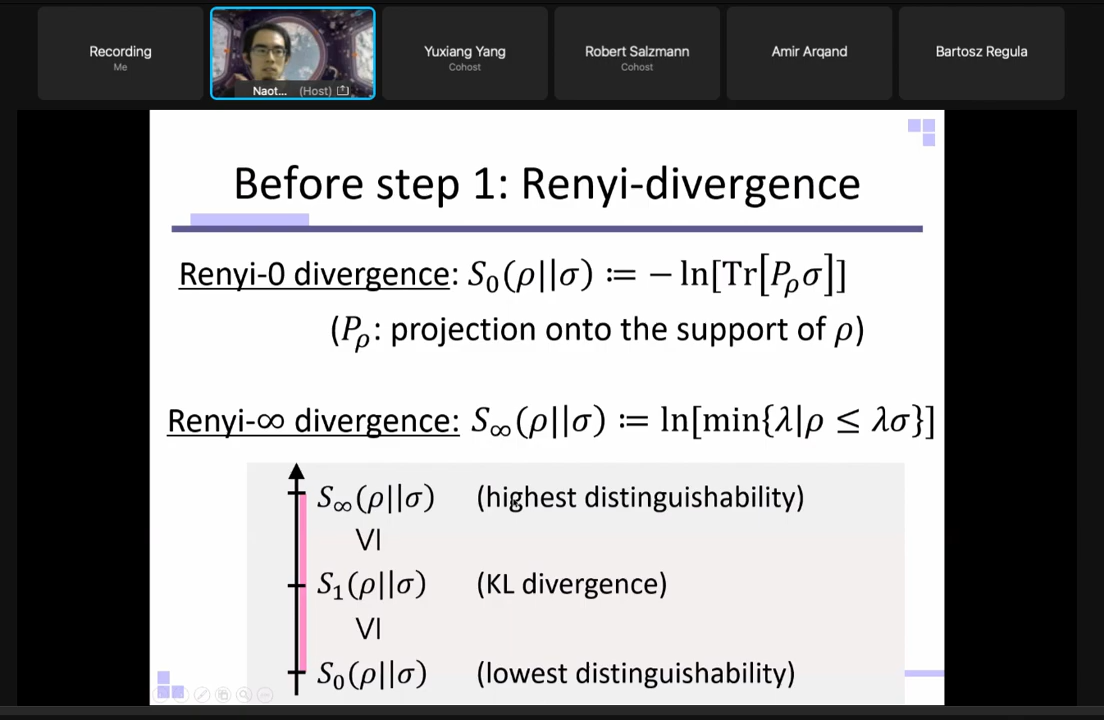 Recording
Me
Naot... (Host)
Yuxiang Yang
Cohost
Robert Salzmann
Cohost
Amir Arqand
Bartosz Regula
Before step 1: Renyi-divergence
Renyi-0 divergence: S₀(ρ||σ) := −ln[Tr[P_ρσ]]
(P_ρ: projection onto the support of ρ)
Renyi-∞ divergence: S_∞(ρ||σ) := ln[min{λ|ρ ≤ λσ}]
S_∞(ρ||σ) (highest distinguishability)
VI
S₁(ρ||σ) (KL divergence)
VI
S₀(ρ||σ) (lowest distinguishability)